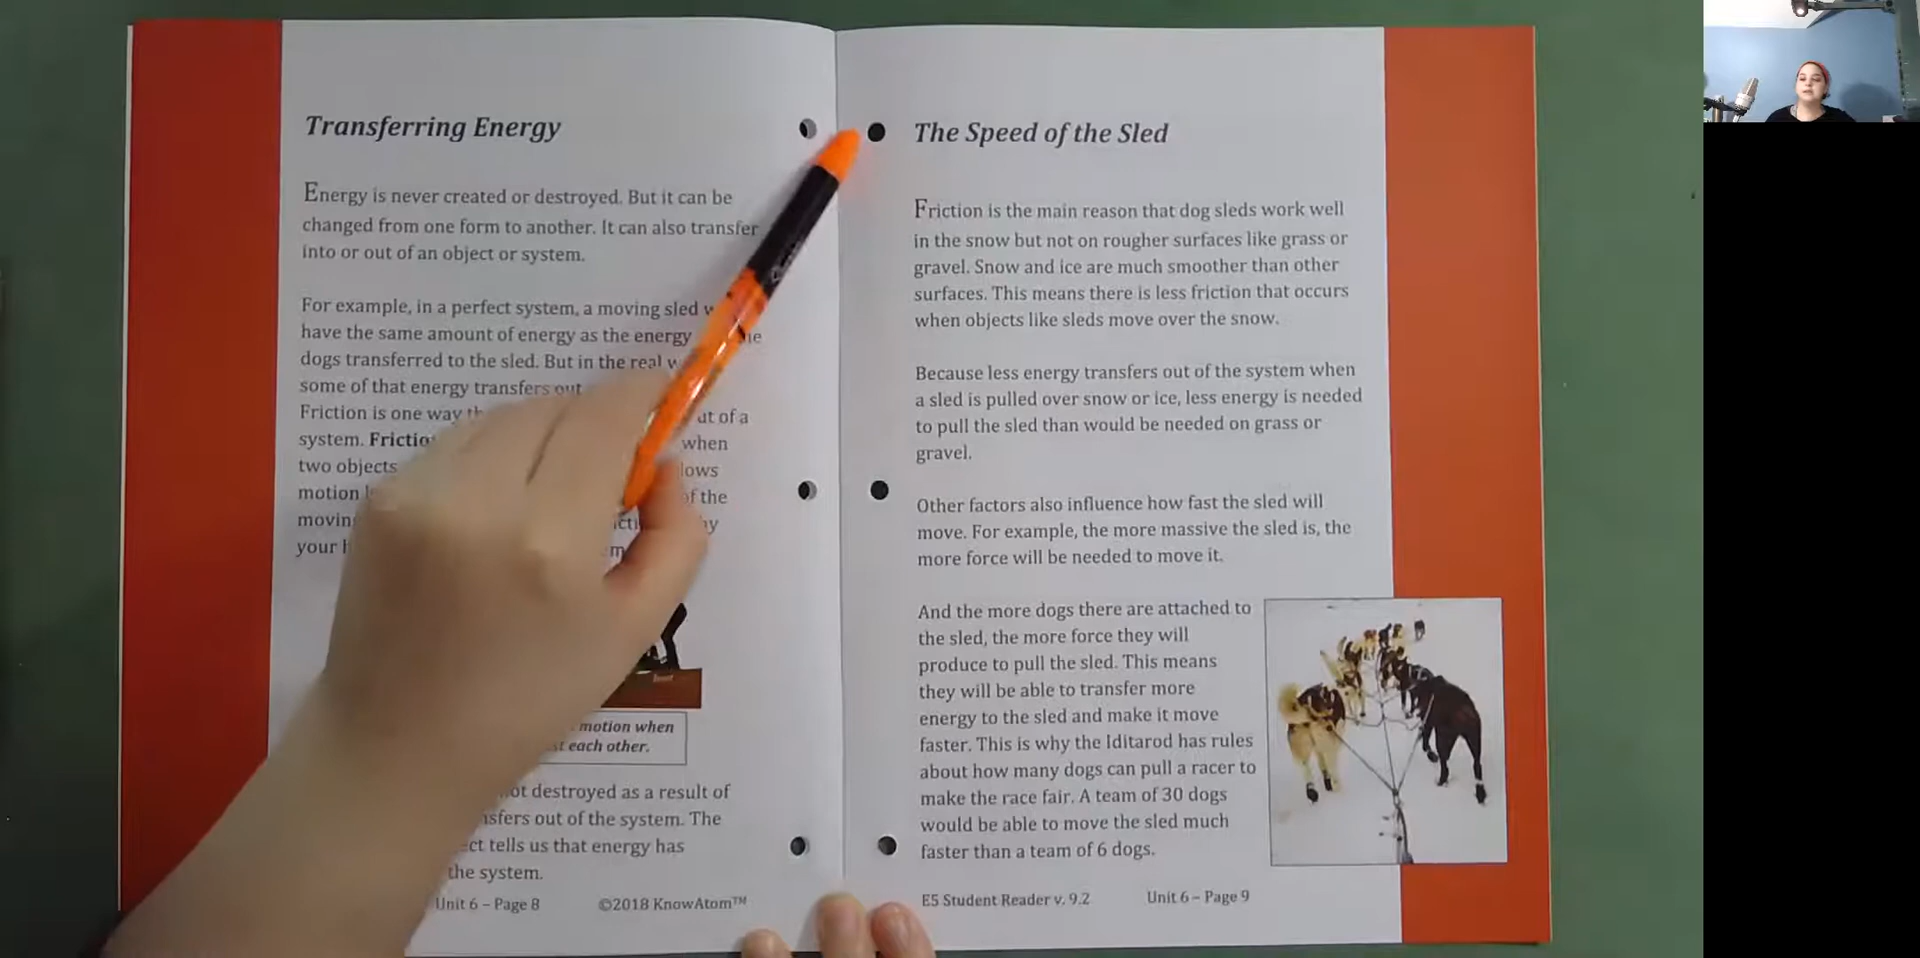 Transferring Energy
Energy is never created or destroyed. But it can be
changed from one form to another. It can also transfer
into or out of an object or system.
For example, in a perfect system, a moving sled
have the same amount of energy as the energy
dogs transferred to the sled. But in the real
some of that energy transfers out
Friction is one way of a
system. when
two objects
motion of the
your
motion when
each other.
not destroyed as a result of
out of the system. The
tells us that energy has
the system.
Unit 6 – Page 8 ©2018 KnowAtom™
The Speed of the Sled
Friction is the main reason that dog sleds work well
in the snow but not on rougher surfaces like grass or
gravel. Snow and ice are much smoother than other
surfaces. This means there is less friction that occurs
when objects like sleds move over the snow.
Because less energy transfers out of the system when
a sled is pulled over snow or ice, less energy is needed
to pull the sled than would be needed on grass or
gravel.
Other factors also influence how fast the sled will
move. For example, the more massive the sled is, the
more force will be needed to move it.
And the more dogs there are attached to
the sled, the more force they will
produce to pull the sled. This means
they will be able to transfer more
energy to the sled and make it move
faster. This is why the Iditarod has rules
about how many dogs can pull a racer to
make the race fair. A team of 30 dogs
would be able to move the sled much
faster than a team of 6 dogs.
E5 Student Reader v. 9.2 Unit 6 – Page 9